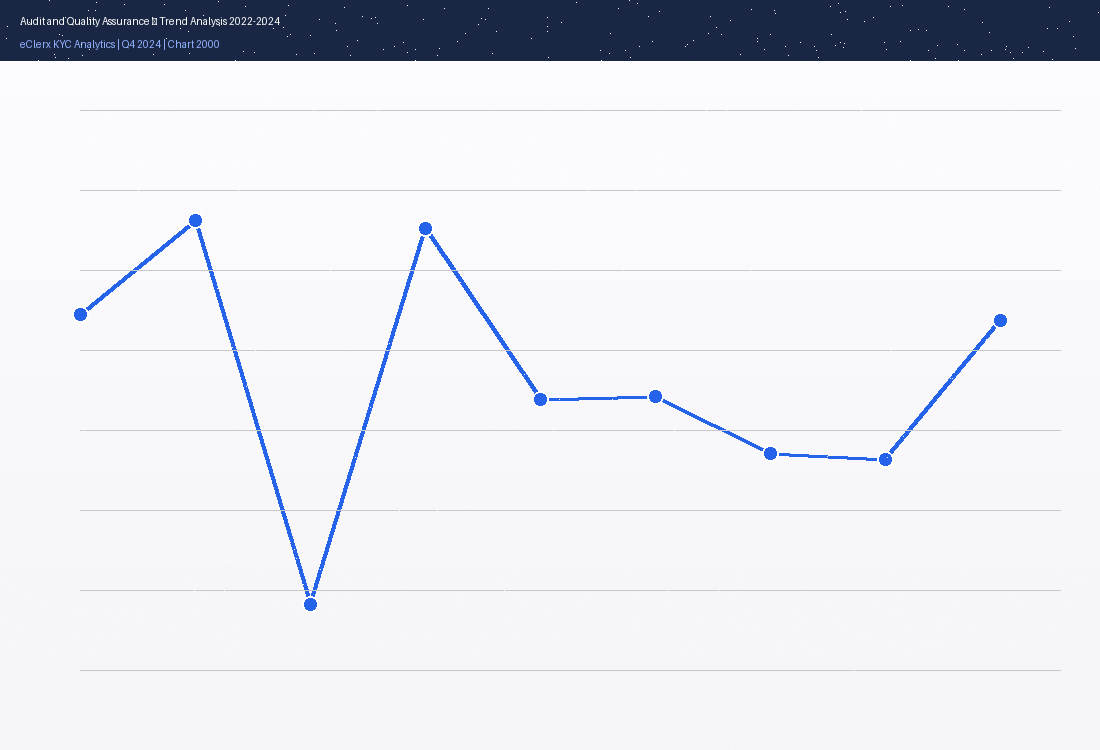 Audit and Quality Assurance ▯ Trend Analysis 2022-2024
eClerx KYC Analytics | Q4 2024 | Chart 2000